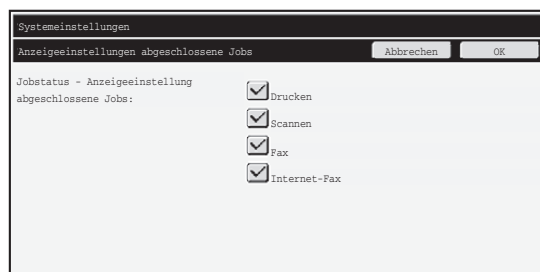 Systemeinstellungen
Anzeigeeinstellungen abgeschlossene Jobs Abbrechen OK
Jobstatus - Anzeigeeinstellung
abgeschlossene Jobs:
Drucken
Scannen
Fax
Internet-Fax